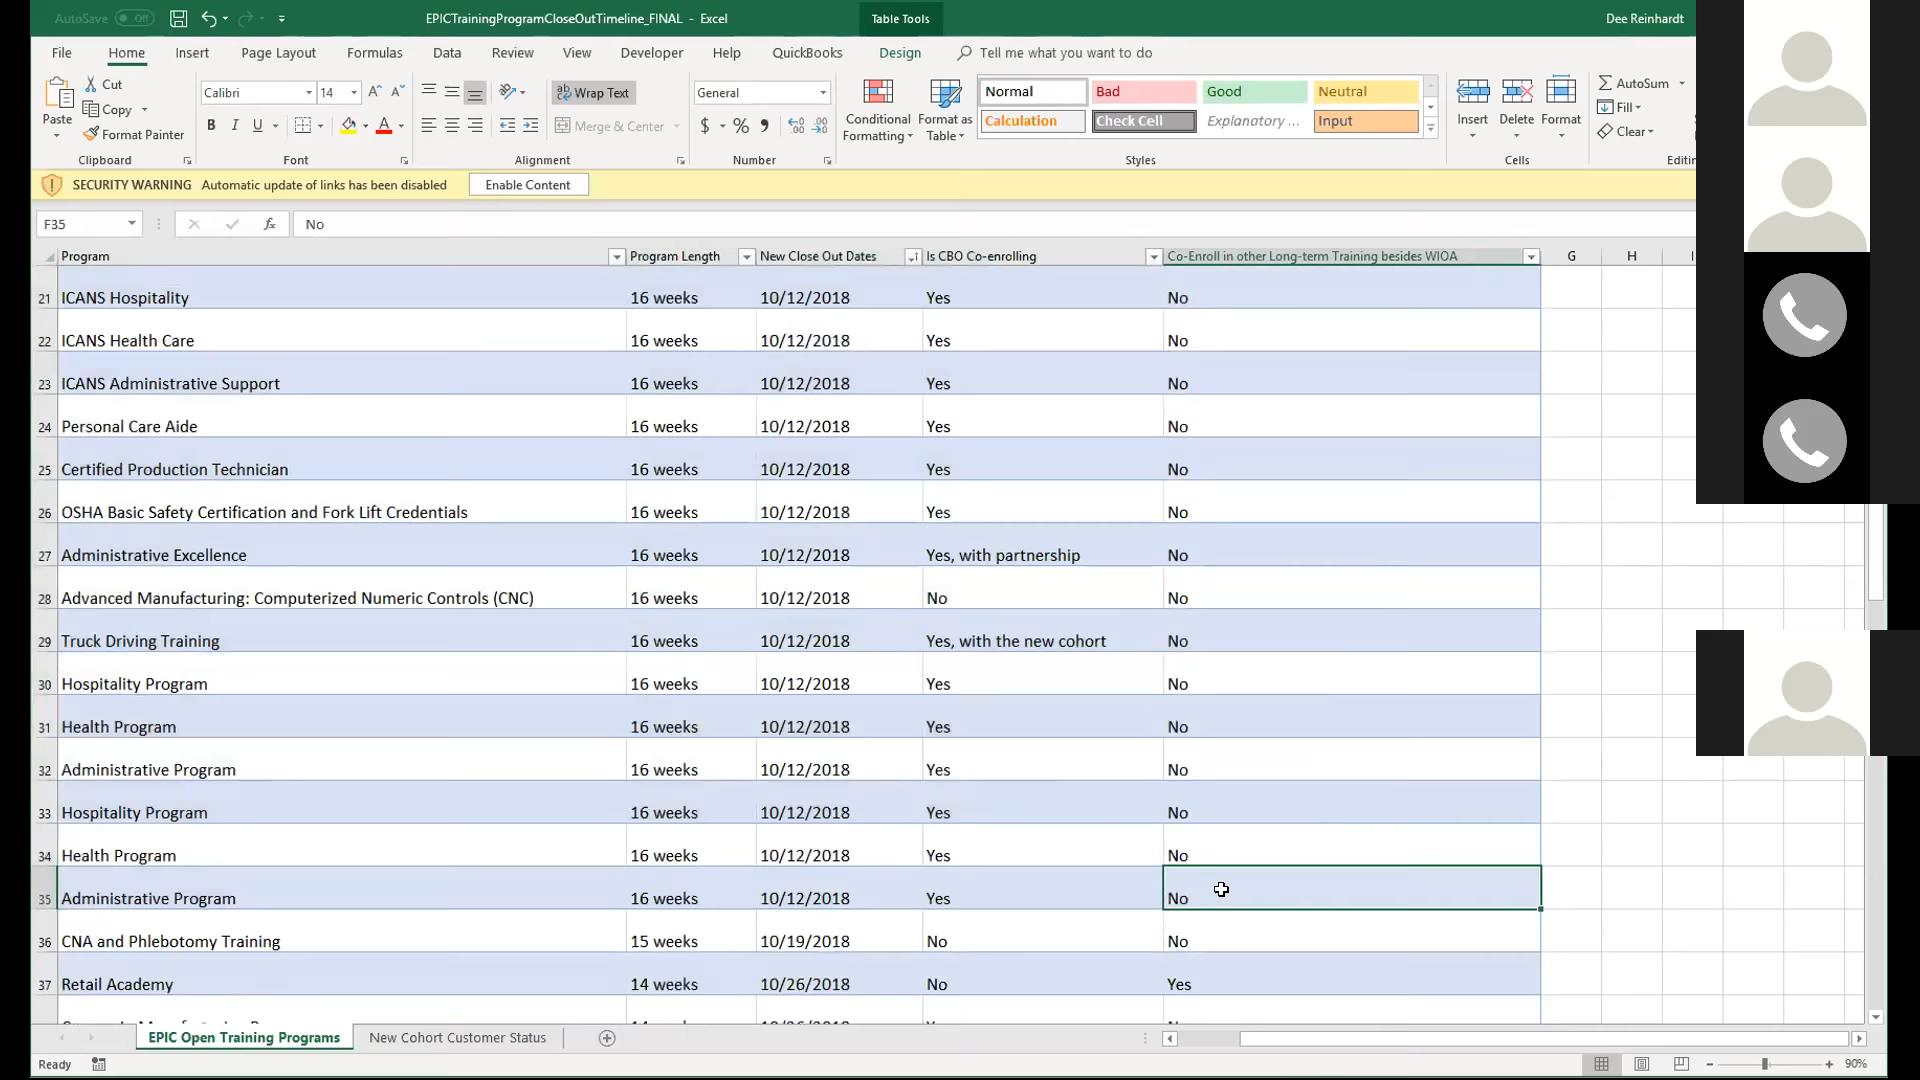 AutoSave Off EPICTrainingProgramCloseOutTimeline_FINAL - Excel Table Tools Dee Reinhardt
File Home Insert Page Layout Formulas Data Review View Developer Help QuickBooks Design Tell me what you want to do
Cut
Copy
Format Painter
Paste
Clipboard
Calibri 14
B I U
Font
Wrap Text
Merge & Center
Alignment
General
$ % ,
Number
Conditional Formatting
Format as Table
Normal Bad Good Neutral
Calculation Check Cell Explanatory ... Input
Styles
Insert Delete Format
Cells
AutoSum
Fill
Clear
SECURITY WARNING Automatic update of links has been disabled Enable Content
F35 fx No
Program Program Length New Close Out Dates Is CBO Co-enrolling Co-Enroll in other Long-term Training besides WIOA G H I
21 ICANS Hospitality 16 weeks 10/12/2018 Yes No
22 ICANS Health Care 16 weeks 10/12/2018 Yes No
23 ICANS Administrative Support 16 weeks 10/12/2018 Yes No
24 Personal Care Aide 16 weeks 10/12/2018 Yes No
25 Certified Production Technician 16 weeks 10/12/2018 Yes No
26 OSHA Basic Safety Certification and Fork Lift Credentials 16 weeks 10/12/2018 Yes No
27 Administrative Excellence 16 weeks 10/12/2018 Yes, with partnership No
28 Advanced Manufacturing: Computerized Numeric Controls (CNC) 16 weeks 10/12/2018 No No
29 Truck Driving Training 16 weeks 10/12/2018 Yes, with the new cohort No
30 Hospitality Program 16 weeks 10/12/2018 Yes No
31 Health Program 16 weeks 10/12/2018 Yes No
32 Administrative Program 16 weeks 10/12/2018 Yes No
33 Hospitality Program 16 weeks 10/12/2018 Yes No
34 Health Program 16 weeks 10/12/2018 Yes No
35 Administrative Program 16 weeks 10/12/2018 Yes No
36 CNA and Phlebotomy Training 15 weeks 10/19/2018 No No
37 Retail Academy 14 weeks 10/26/2018 No Yes
EPIC Open Training Programs New Cohort Customer Status
Ready 90%